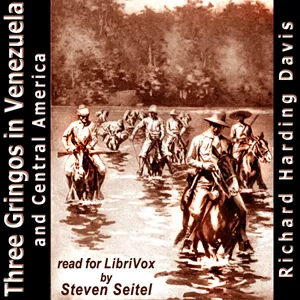 Three Gringos in Venezuela
and Central America
read for LibriVox
by
Steven Seitel
Richard Harding Davis